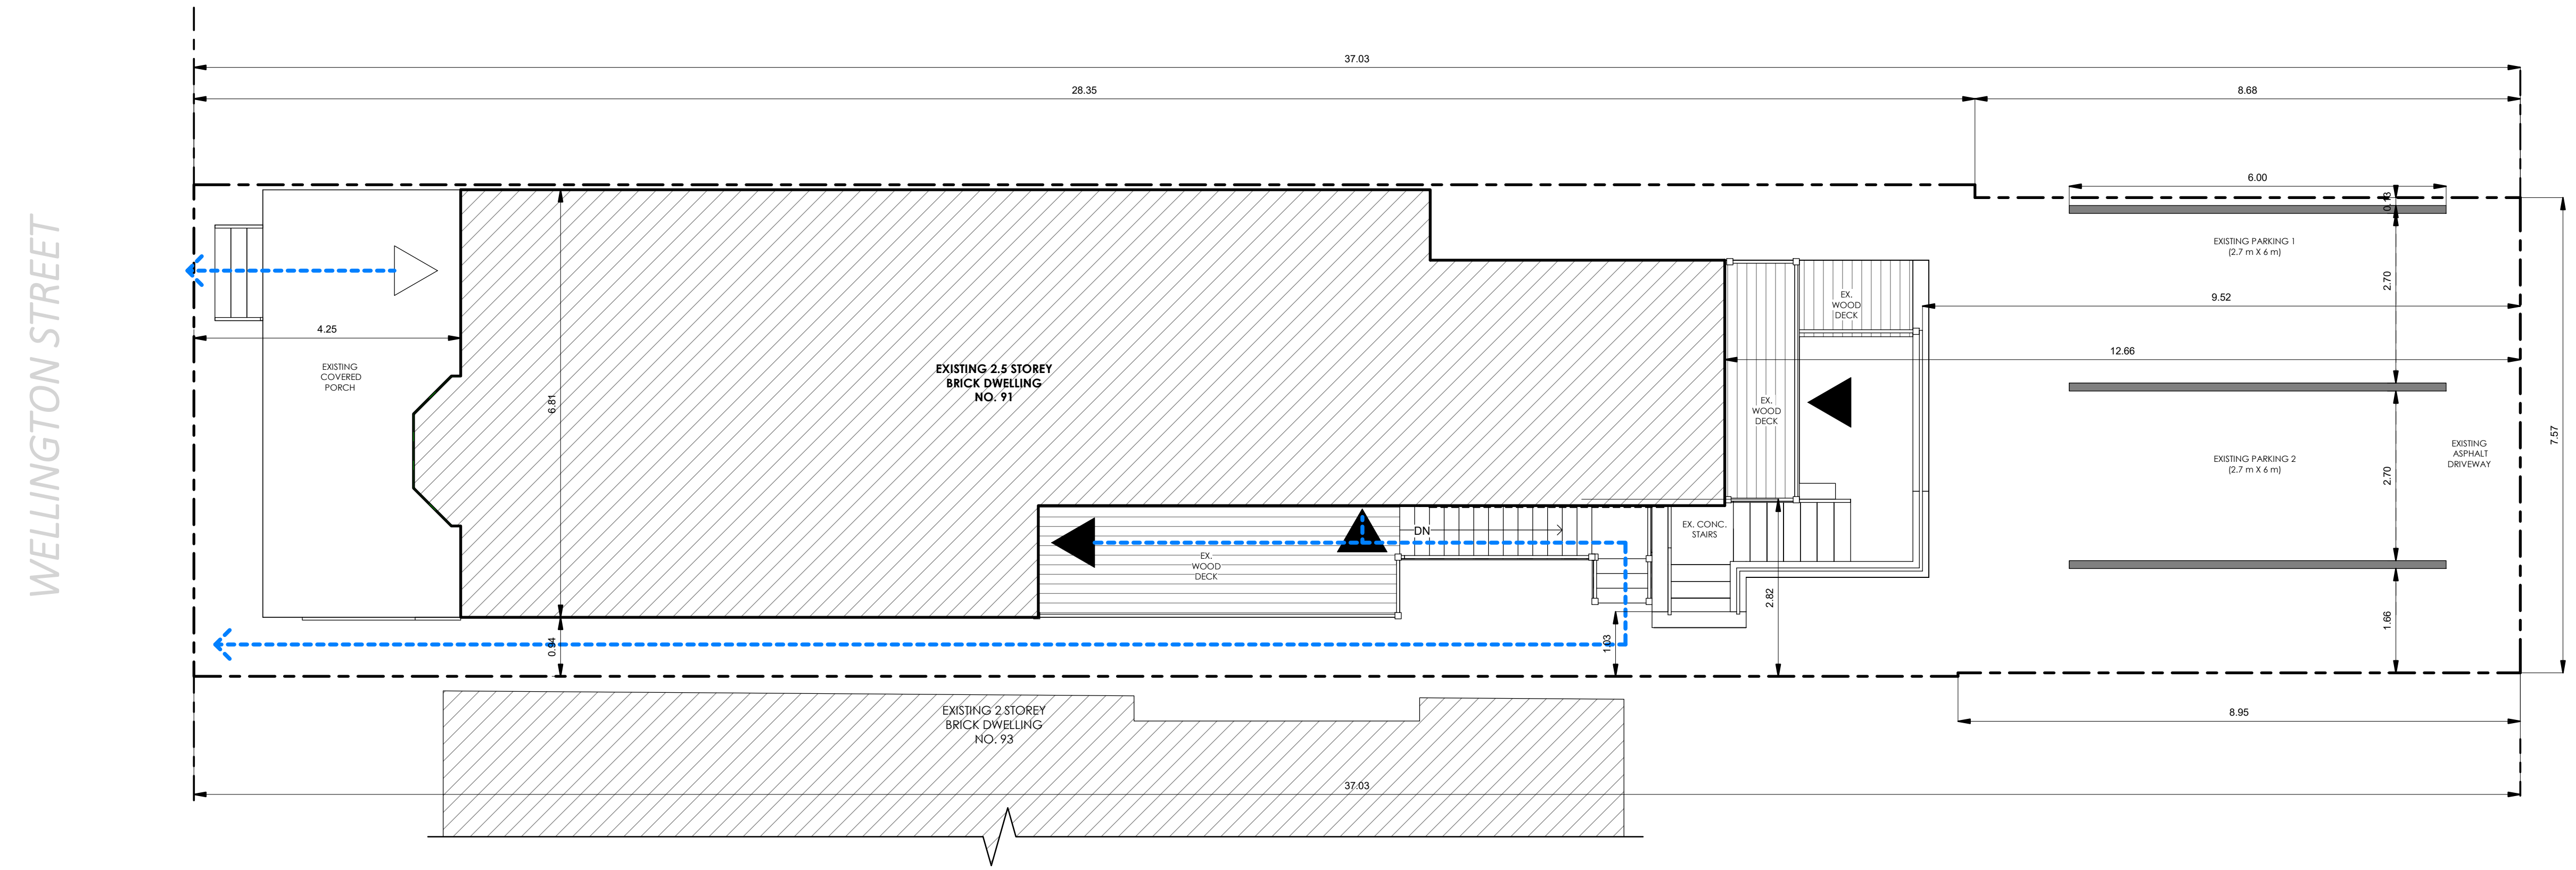 37.03
28.35
8.68
6.00
0.13
EXISTING PARKING 1
(2.7 m X 6 m)
2.70
WELLINGTON STREET
4.25
EXISTING
COVERED
PORCH
6.81
EXISTING 2.5 STOREY
BRICK DWELLING
NO. 91
EX.
WOOD
DECK
9.52
12.66
EX.
WOOD
DECK
EXISTING PARKING 2
(2.7 m X 6 m)
2.70
EXISTING
ASPHALT
DRIVEWAY
7.57
DN
EX. CONC.
STAIRS
EX.
WOOD
DECK
2.82
1.03
0.94
1.66
EXISTING 2 STOREY
BRICK DWELLING
NO. 93
8.95
37.03